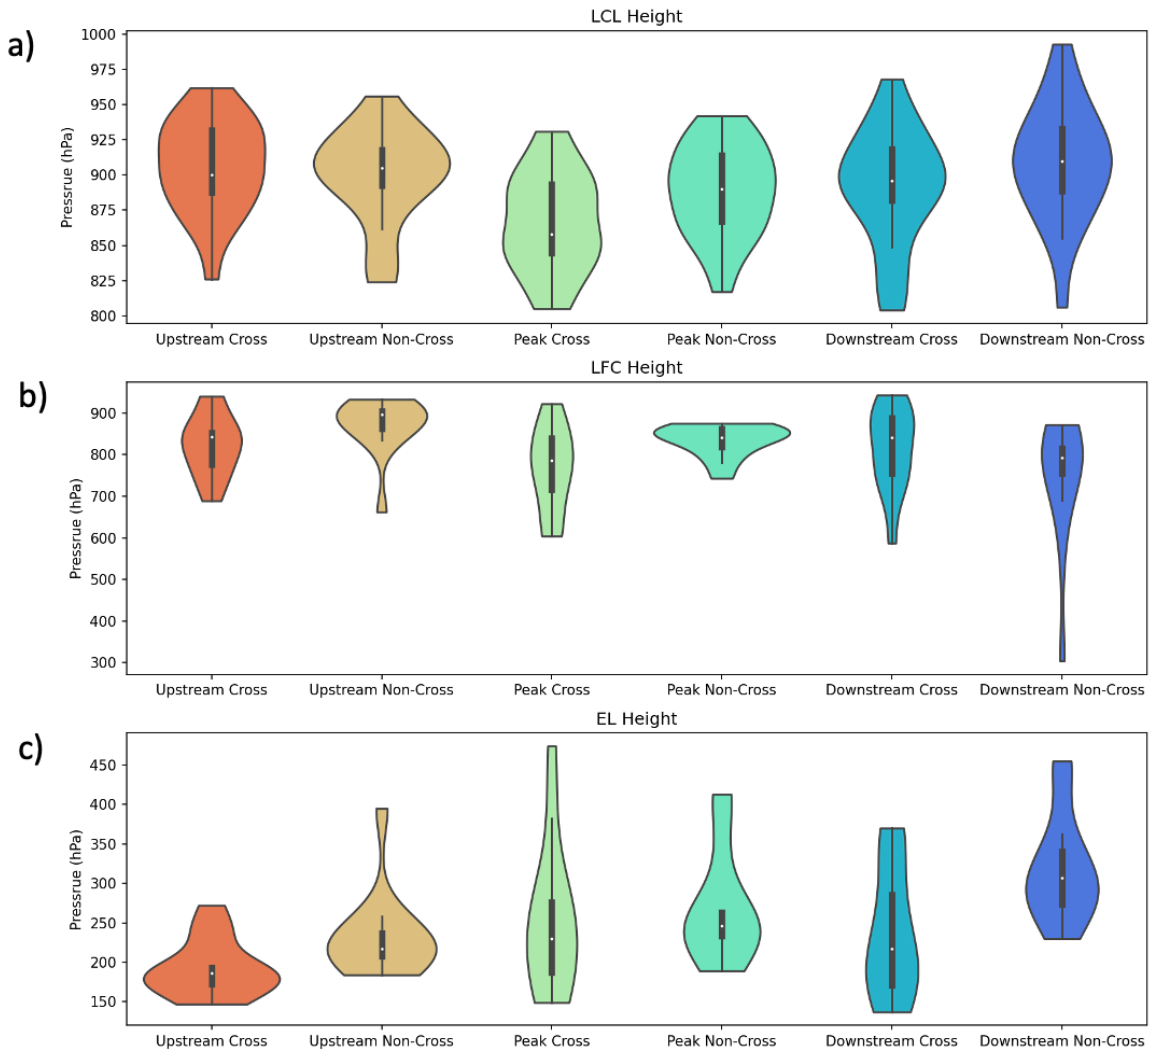 LCL Height
a)
Pressrue (hPa)
1000
975
950
925
900
875
850
825
800
Upstream Cross Upstream Non-Cross Peak Cross Peak Non-Cross Downstream Cross Downstream Non-Cross
LFC Height
b)
Pressrue (hPa)
900
800
700
600
500
400
300
Upstream Cross Upstream Non-Cross Peak Cross Peak Non-Cross Downstream Cross Downstream Non-Cross
EL Height
c)
Pressrue (hPa)
450
400
350
300
250
200
150
Upstream Cross Upstream Non-Cross Peak Cross Peak Non-Cross Downstream Cross Downstream Non-Cross